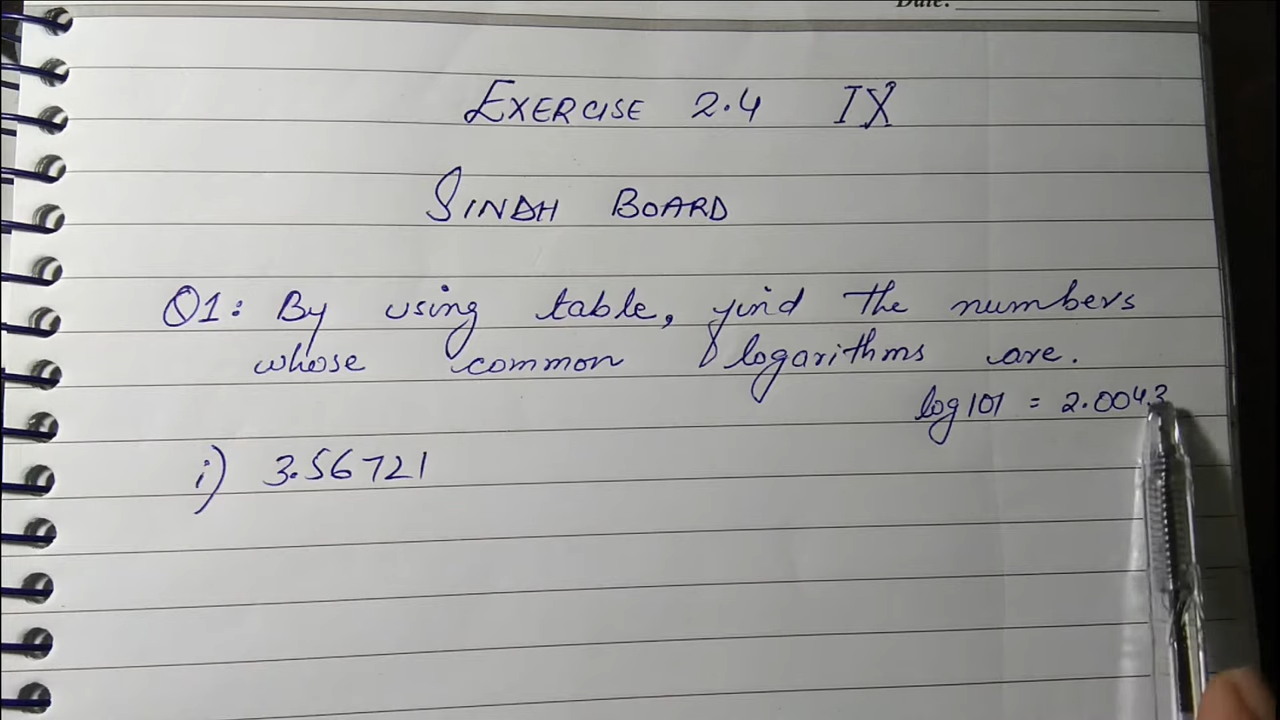 Date:
EXERCISE 2.4 IX
SINDH BOARD
Q1: By using table, find the numbers
whose common logarithms are.
log 101 = 2.0043
i) 3.56721